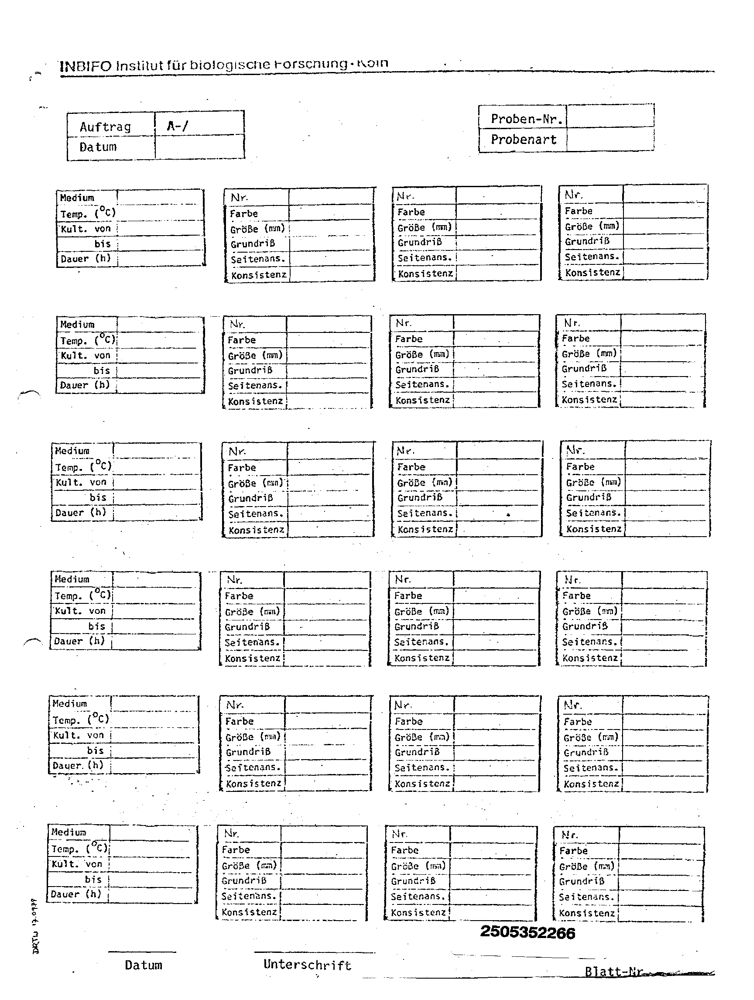 INBIFO Institut für biologische Forschung · Köln
Auftrag A-/
Datum
Proben-Nr.
Probenart
Medium Nr. Nr. Nr.
Temp. (°C) Farbe Farbe Farbe
Kult. von Größe (mm) Größe (mm) Größe (mm)
bis Grundriß Grundriß Grundriß
Dauer (h) Seitenans. Seitenans. Seitenans.
Konsistenz Konsistenz Konsistenz
Medium Nr. Nr. Nr.
Temp. (°C) Farbe Farbe Farbe
Kult. von Größe (mm) Größe (mm) Größe (mm)
bis Grundriß Grundriß Grundriß
Dauer (h) Seitenans. Seitenans. Seitenans.
Konsistenz Konsistenz Konsistenz
Medium Nr. Nr. Nr.
Temp. (°C) Farbe Farbe Farbe
Kult. von Größe (mm) Größe (mm) Größe (mm)
bis Grundriß Grundriß Grundriß
Dauer (h) Seitenans. Seitenans. Seitenans.
Konsistenz Konsistenz Konsistenz
Medium Nr. Nr. Nr.
Temp. (°C) Farbe Farbe Farbe
Kult. von Größe (mm) Größe (mm) Größe (mm)
bis Grundriß Grundriß Grundriß
Dauer (h) Seitenans. Seitenans. Seitenans.
Konsistenz Konsistenz Konsistenz
Medium Nr. Nr. Nr.
Temp. (°C) Farbe Farbe Farbe
Kult. von Größe (mm) Größe (mm) Größe (mm)
bis Grundriß Grundriß Grundriß
Dauer (h) Seitenans. Seitenans. Seitenans.
Konsistenz Konsistenz Konsistenz
Medium Nr. Nr. Nr.
Temp. (°C) Farbe Farbe Farbe
Kult. von Größe (mm) Größe (mm) Größe (mm)
bis Grundriß Grundriß Grundriß
Dauer (h) Seitenans. Seitenans. Seitenans.
Konsistenz Konsistenz Konsistenz
2505352266
Datum Unterschrift Blatt-Nr.